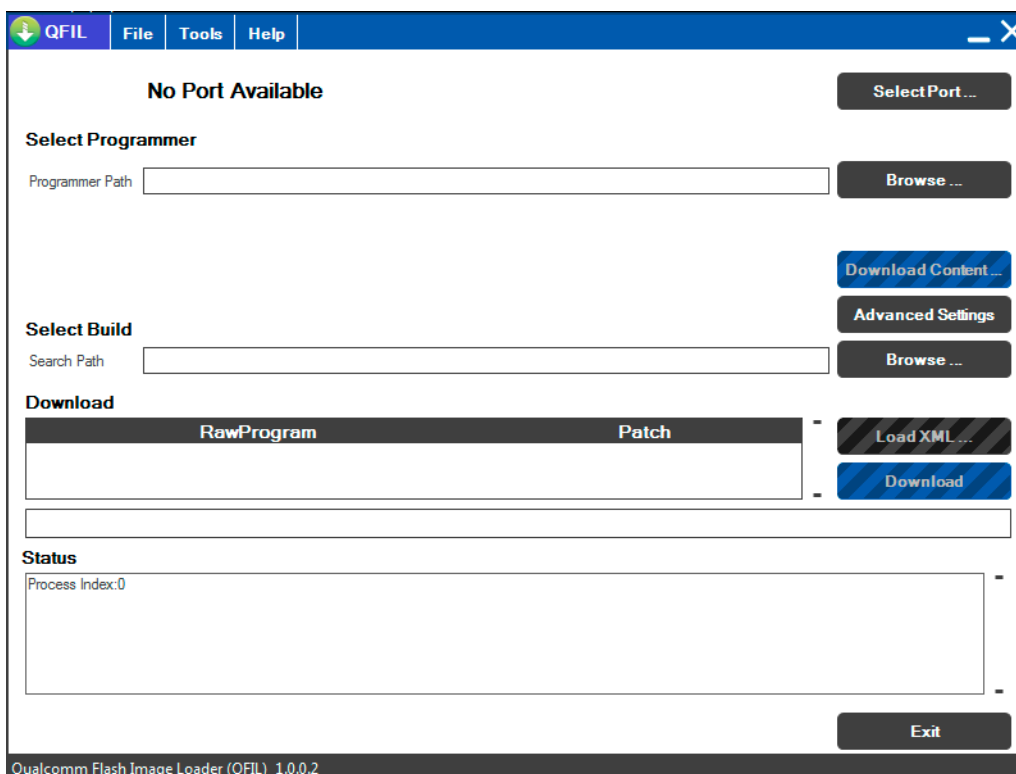 QFIL File Tools Help
No Port Available
Select Port ...
Select Programmer
Programmer Path
Browse ...
Download Content ...
Advanced Settings
Select Build
Search Path
Browse ...
Download
RawProgram Patch
Load XML ...
Download
Status
Process Index:0
Exit
Qualcomm Flash Image Loader (QFIL) 1.0.0.2